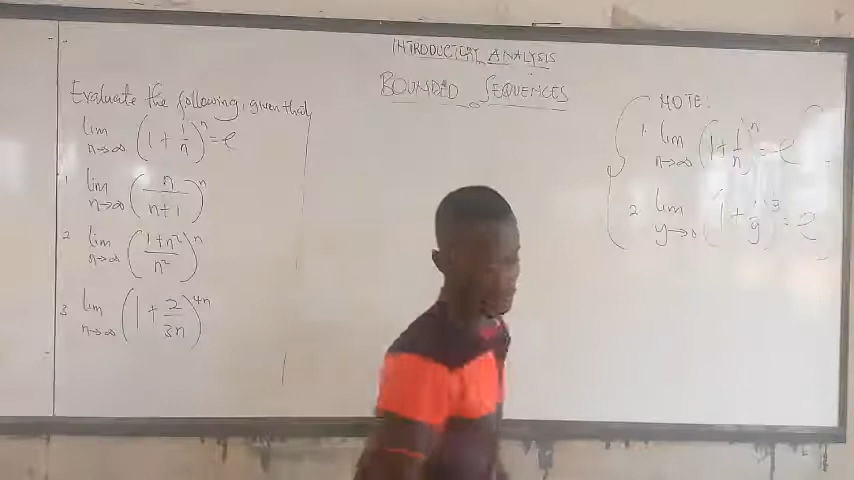 INTRODUCTORY ANALYSIS
BOUNDED SEQUENCES
Evaluate the following, given that,
lim n→∞ (1 + 1/n)^n = e
1 lim n→∞ (n/(n+1))^n
2 lim n→∞ ((1+n²)/n²)^n
3 lim n→∞ (1 + 2/3n)^4n
NOTE:
1. lim n→∞ (1 + 1/n)^n = e
2 lim y→∞ (1 + 1/y)^y = e